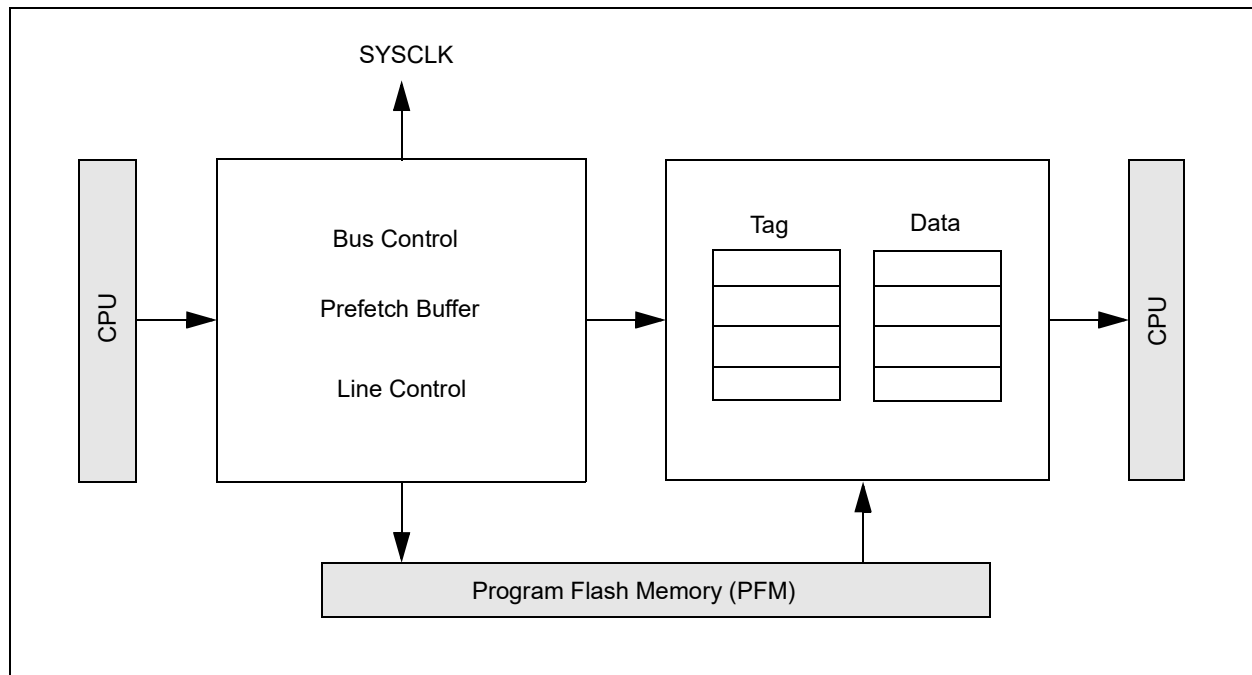 SYSCLK
CPU
Bus Control
Prefetch Buffer
Line Control
Tag
Data
CPU
Program Flash Memory (PFM)